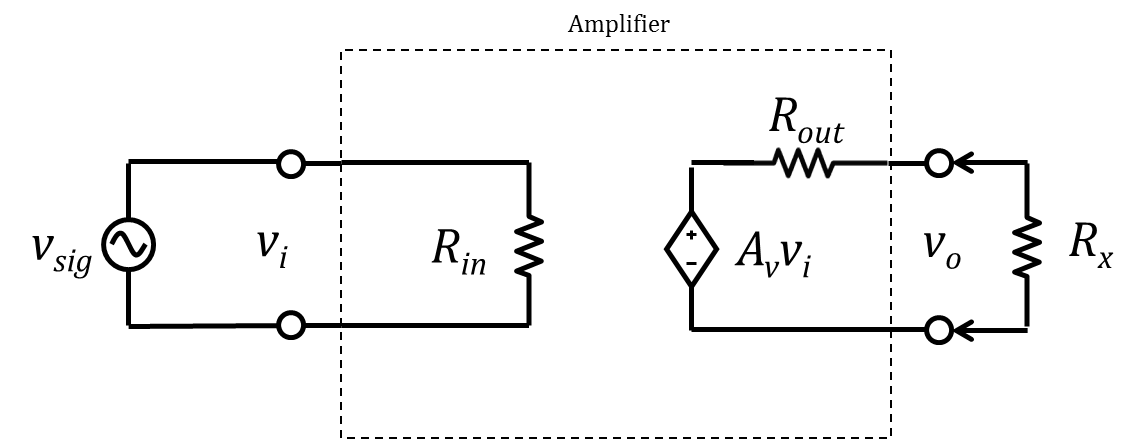 Amplifier
R_out
v_sig
v_i
R_in
+
-
A_v v_i
v_o
R_x